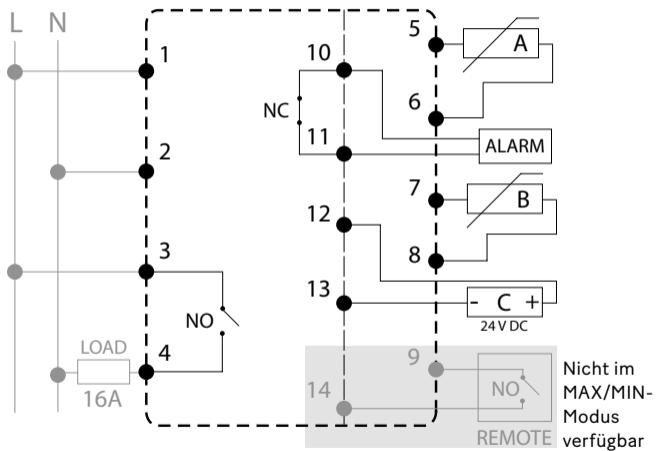 L N
1
2
3
4
NO
LOAD
16A
10
NC
11
12
13
14
5
A
6
ALARM
7
B
8
- C +
24 V DC
9
NO
REMOTE
Nicht im
MAX/MIN-
Modus
verfügbar